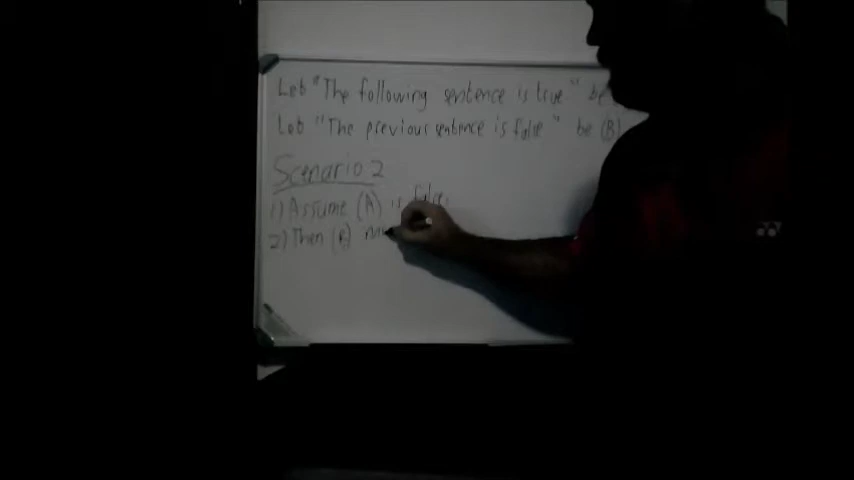 Let "The following sentence is true" be
Let "The previous sentence is false" be (B)
Scenario 2
1) Assume (A) is false.
2) Then (B)